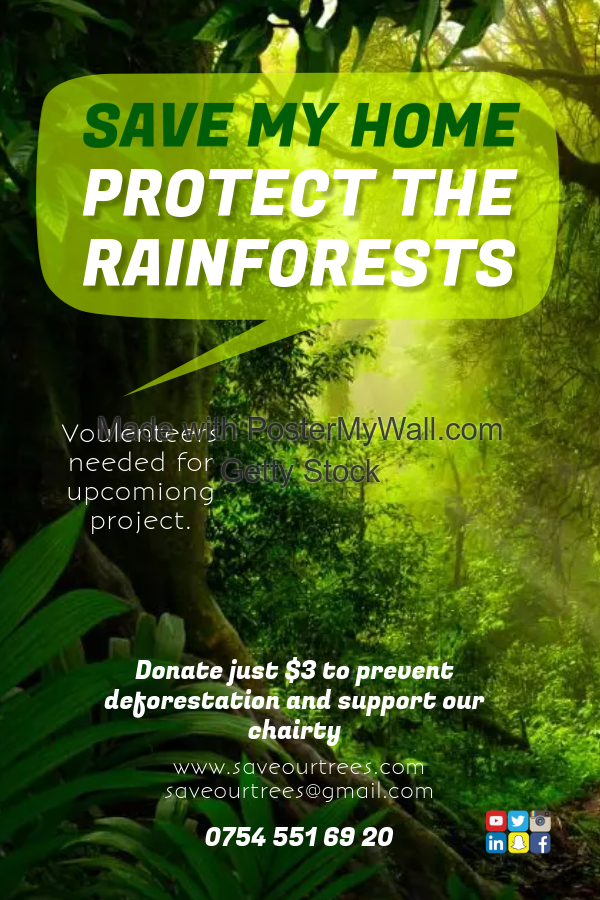 SAVE MY HOME
PROTECT THE
RAINFORESTS
Made with PosterMyWall.com
Voulenteers
needed for
Getty Stock
upcomiong
project.
Donate just $3 to prevent
deforestation and support our
chairty
www.saveourtrees.com
saveourtrees@gmail.com
0754 551 69 20